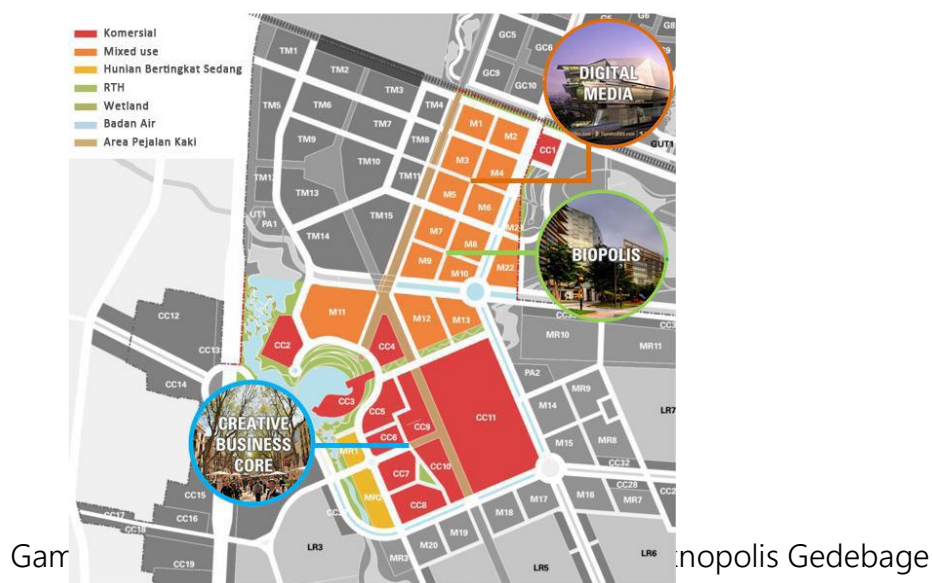 Komersial
Mixed use
Hunian Bertingkat Sedang
RTH
Wetland
Badan Air
Area Pejalan Kaki
GC5
GC6
GC9
GC10
G5
G6
G8
DIGITAL
MEDIA
TM1
TM2
TM3
TM4
TM5
TM6
TM7
TM8
TM9
TM10
TM11
TM12
TM13
TM14
TM15
UT1
PA1
M1
M2
CC1
GUT1
M3
M4
M5
M6
M7
M8
M9
M10
M22
BIOPOLIS
M11
M12
M13
CC2
CC4
CC3
CC5
CC6
CC9
CC11
CC7
CC10
CC8
MR1
CREATIVE
BUSINESS
CORE
CC12
CC13
CC14
CC15
CC16
CC17
CC18
CC19
MR10
MR11
PA2
MR9
M14
LR7
M15
MR8
CC32
CC28
M16
MR7
M17
M18
M19
M20
LR3
LR5
LR6
Gam
nopolis Gedebage